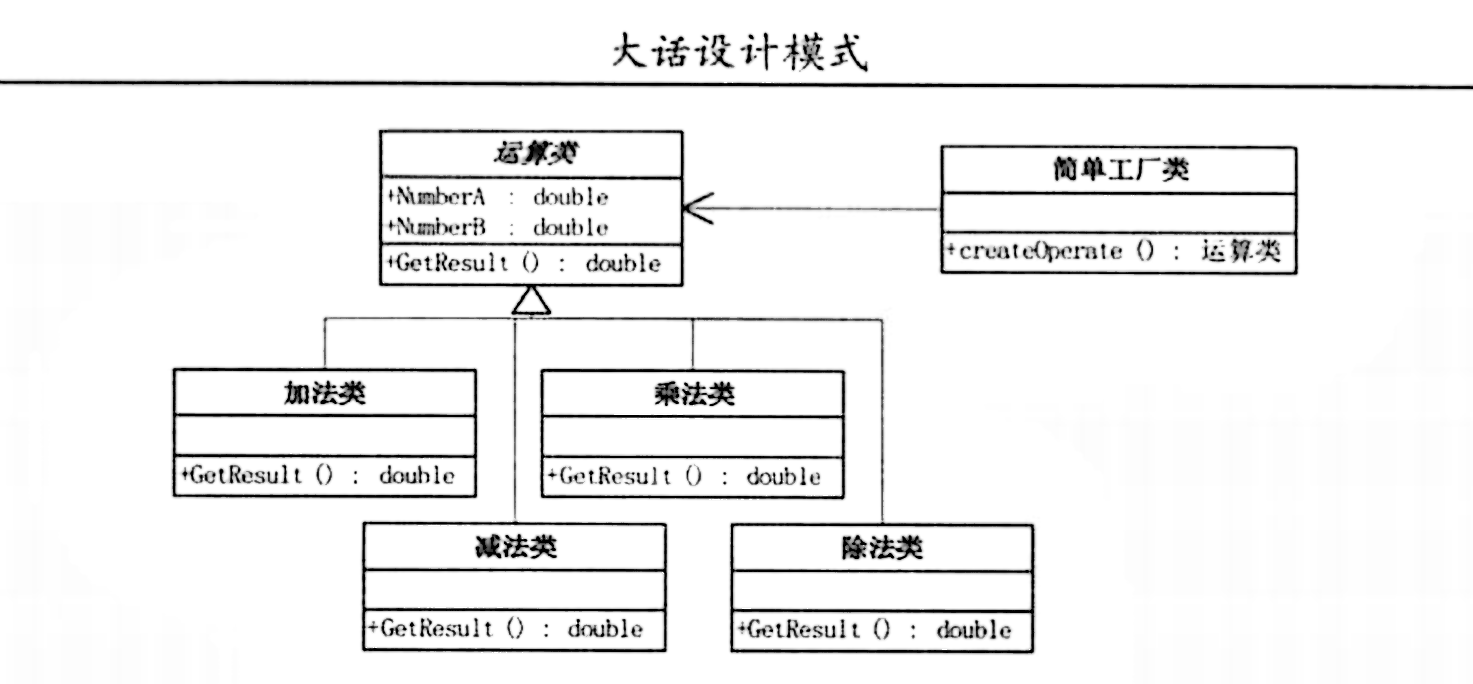 大话设计模式
运算类
+NumberA : double
+NumberB : double
+GetResult () : double
简单工厂类
+createOperate () : 运算类
加法类
+GetResult () : double
乘法类
+GetResult () : double
减法类
+GetResult () : double
除法类
+GetResult () : double